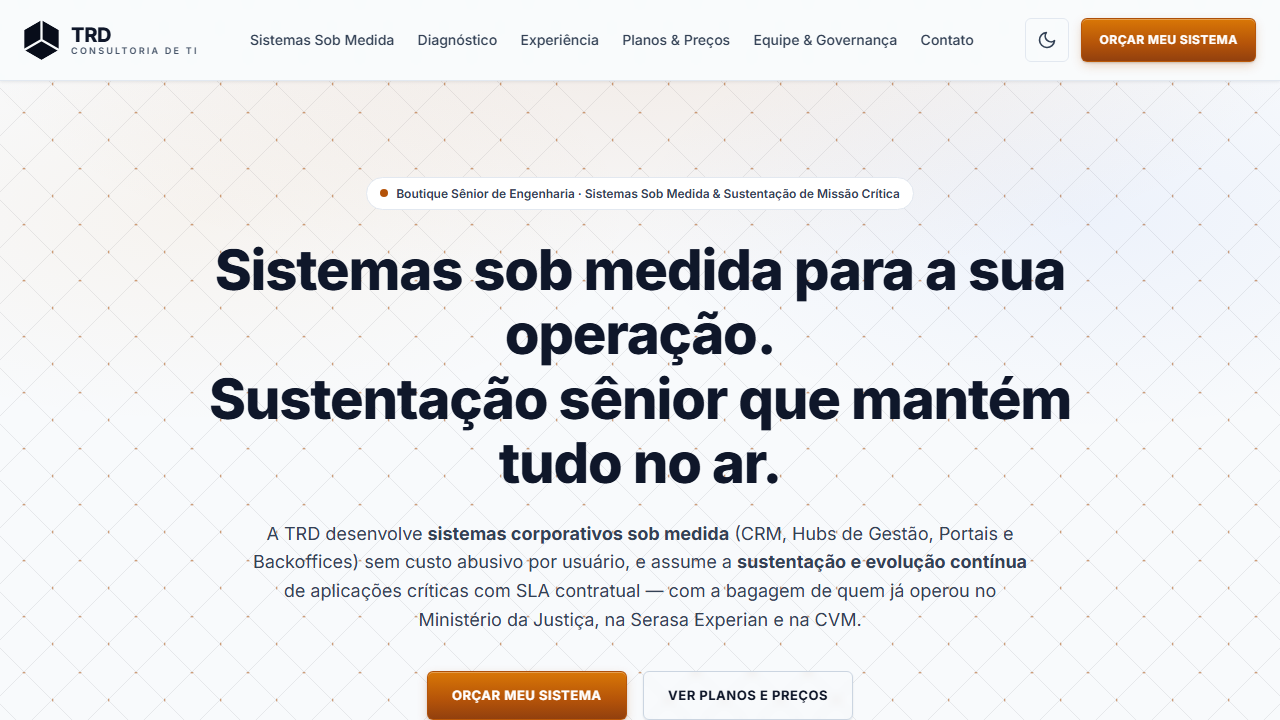 TRD
CONSULTORIA DE TI
Sistemas Sob Medida
Diagnóstico
Experiência
Planos & Preços
Equipe & Governança
Contato
ORÇAR MEU SISTEMA
Boutique Sênior de Engenharia · Sistemas Sob Medida & Sustentação de Missão Crítica
Sistemas sob medida para a sua
operação.
Sustentação sênior que mantém
tudo no ar.
A TRD desenvolve sistemas corporativos sob medida (CRM, Hubs de Gestão, Portais e
Backoffices) sem custo abusivo por usuário, e assume a sustentação e evolução contínua
de aplicações críticas com SLA contratual — com a bagagem de quem já operou no
Ministério da Justiça, na Serasa Experian e na CVM.
ORÇAR MEU SISTEMA
VER PLANOS E PREÇOS